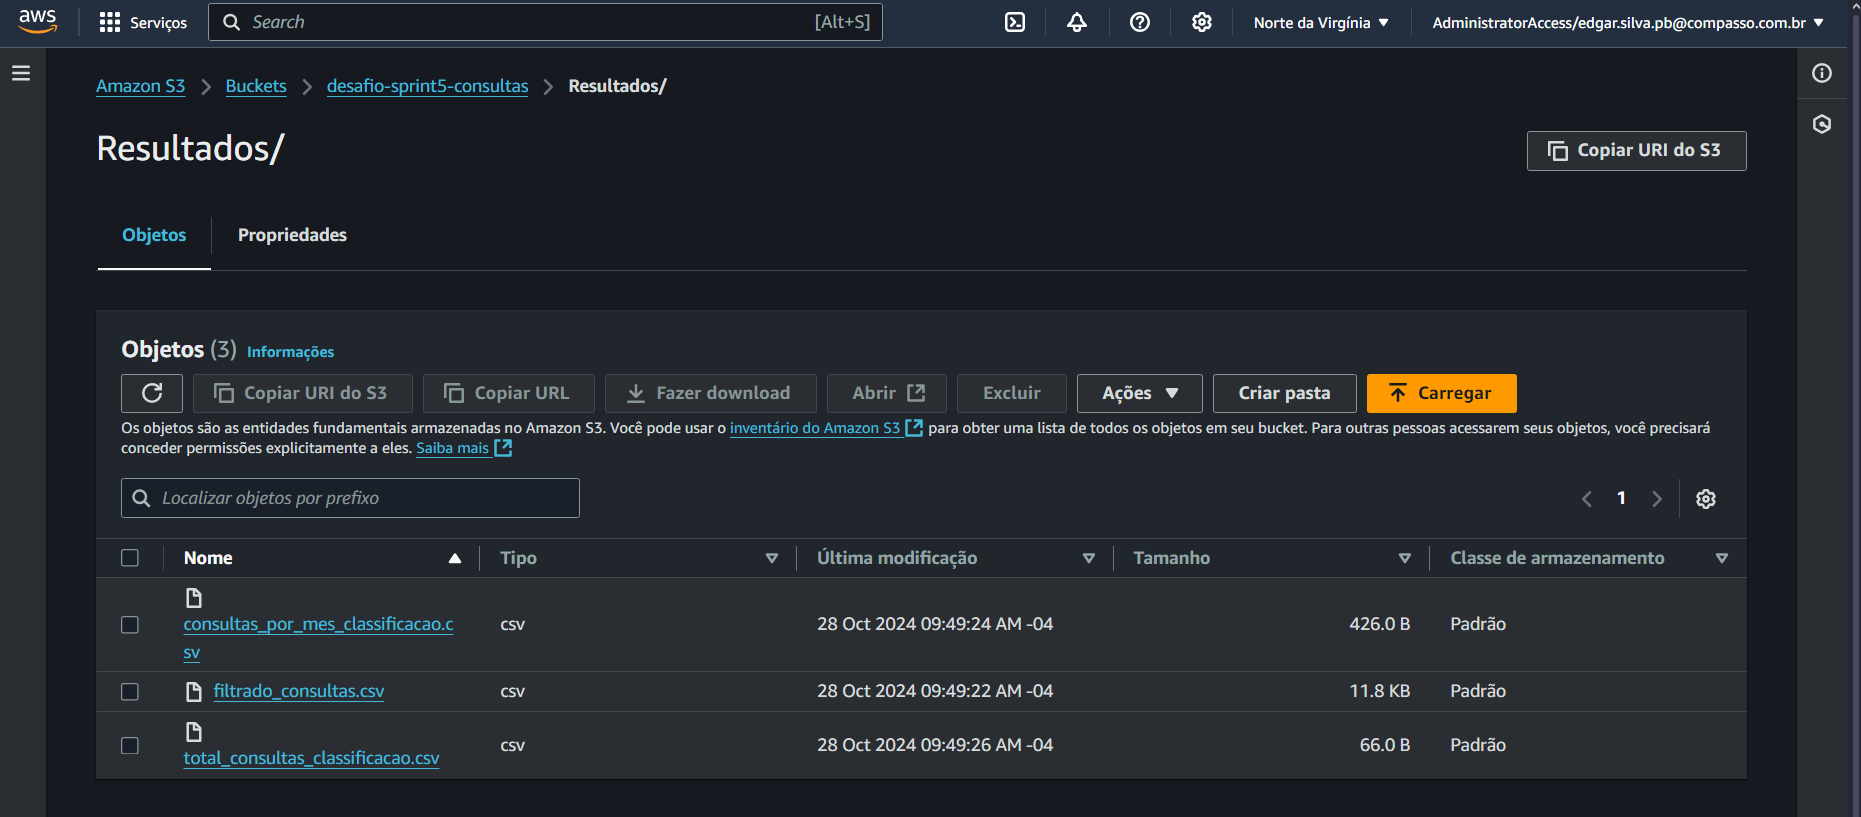 aws Serviços Search [Alt+S] Norte da Virgínia AdministratorAccess/edgar.silva.pb@compasso.com.br
Amazon S3 Buckets desafio-sprint5-consultas Resultados/
Resultados/
Copiar URI do S3
Objetos Propriedades
Objetos (3) Informações
Copiar URI do S3 Copiar URL Fazer download Abrir Excluir Ações Criar pasta Carregar
Os objetos são as entidades fundamentais armazenadas no Amazon S3. Você pode usar o inventário do Amazon S3 para obter uma lista de todos os objetos em seu bucket. Para outras pessoas acessarem seus objetos, você precisará
conceder permissões explicitamente a eles. Saiba mais
Localizar objetos por prefixo
1
Nome Tipo Última modificação Tamanho Classe de armazenamento
consultas_por_mes_classificacao.c csv 28 Oct 2024 09:49:24 AM -04 426.0 B Padrão
sv
filtrado_consultas.csv csv 28 Oct 2024 09:49:22 AM -04 11.8 KB Padrão
total_consultas_classificacao.csv csv 28 Oct 2024 09:49:26 AM -04 66.0 B Padrão